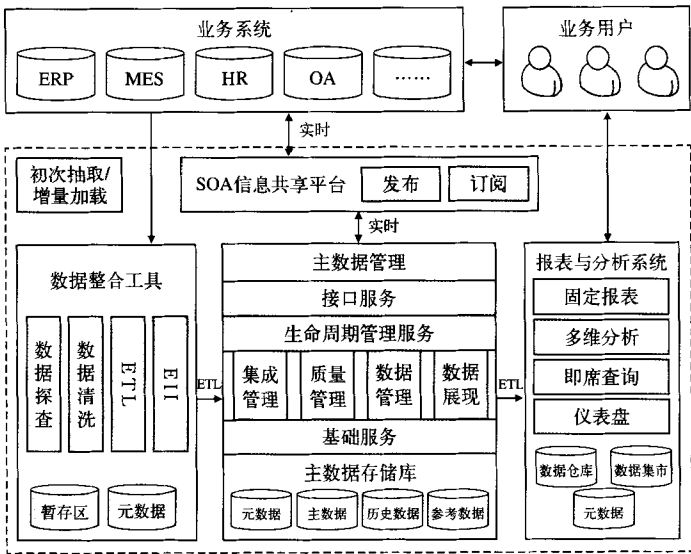 业务系统
业务用户
ERP
MES
HR
OA
……
实时
初次抽取/
增量加载
SOA信息共享平台
发布
订阅
实时
数据整合工具
数据探查
数据清洗
ETL
EII
暂存区
元数据
ETL
主数据管理
接口服务
生命周期管理服务
集成
管理
质量
管理
数据
管理
数据
展现
基础服务
主数据存储库
元数据
主数据
历史数据
参考数据
ETL
报表与分析系统
固定报表
多维分析
即席查询
仪表盘
数据仓库
数据集市
元数据